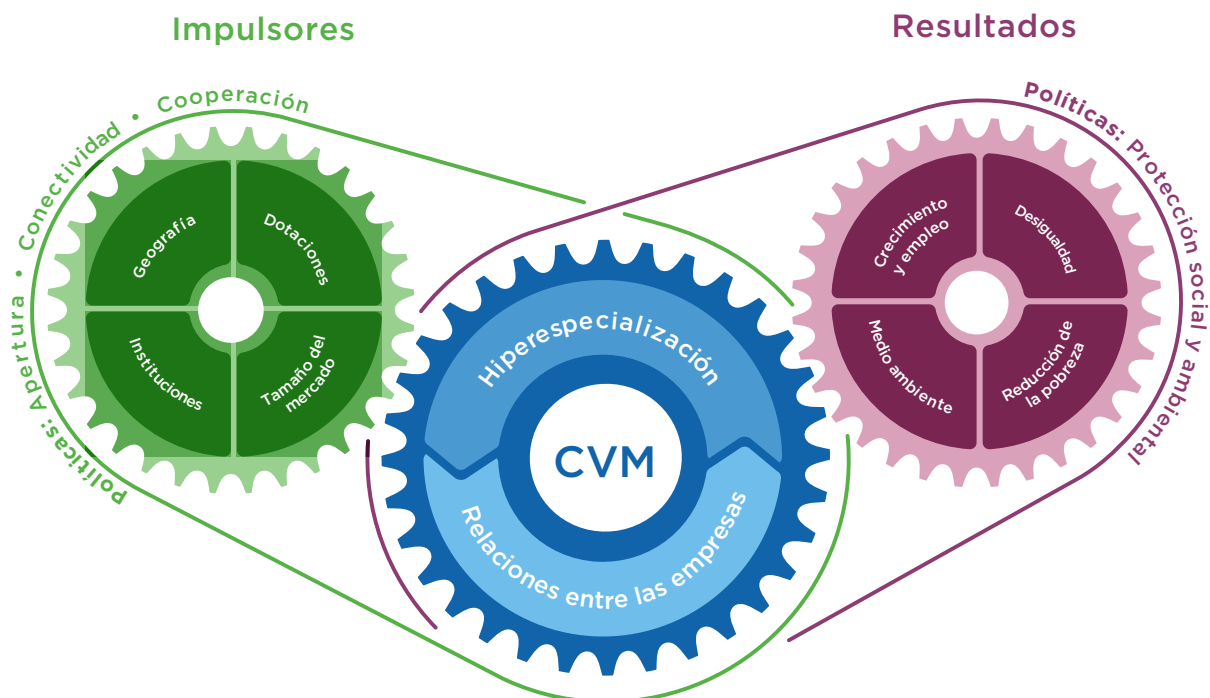 Impulsores
Resultados
Políticas: Apertura • Conectividad • Cooperación
Geografía
Dotaciones
Instituciones
Tamaño del
mercado
Hiperespecialización
CVM
Relaciones entre las empresas
Políticas: Protección social y ambiental
Crecimiento
y empleo
Desigualdad
Medio ambiente
Reducción de
la pobreza